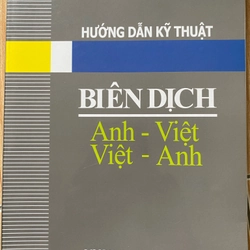 HƯỚNG DẪN KỸ THUẬT
BIÊN DỊCH
Anh - Việt
Việt - Anh